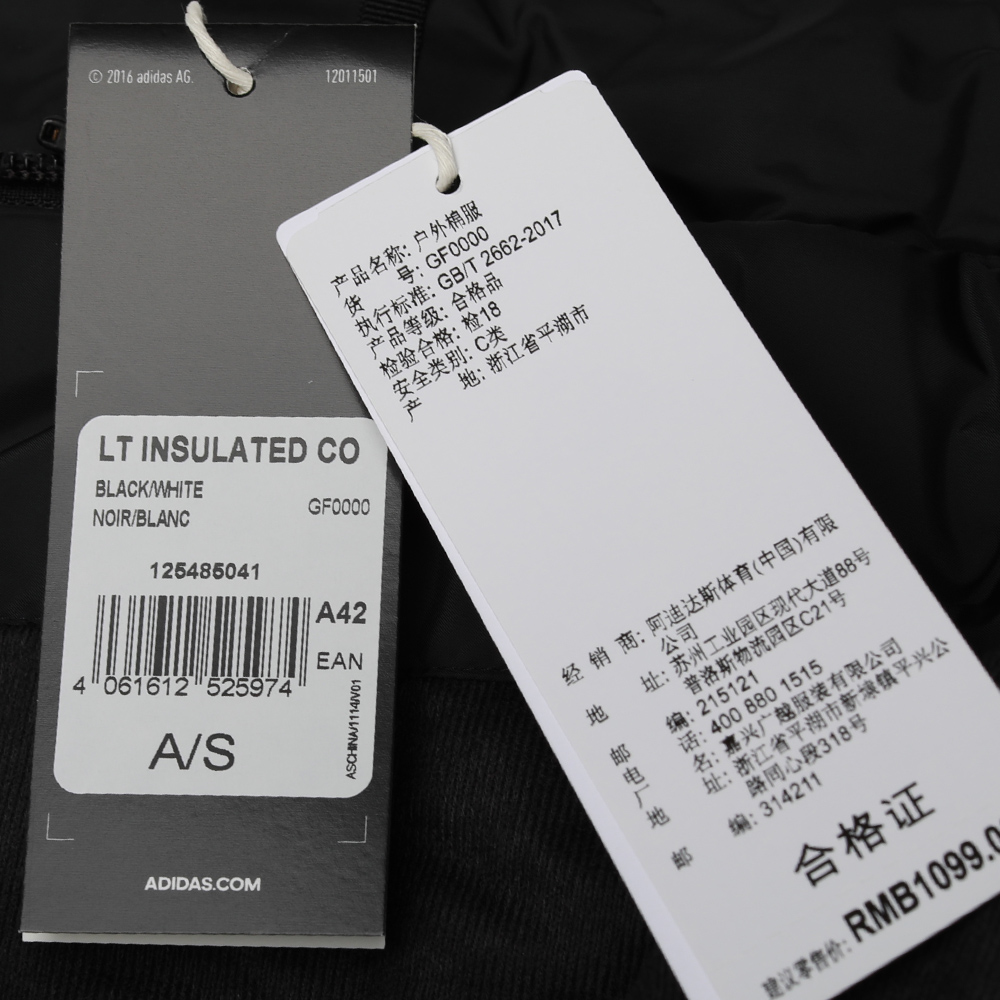 © 2016 adidas AG.
12011501
LT INSULATED CO
BLACK/WHITE
NOIR/BLANC
GF0000
125485041
A42
EAN
4 061612 525974
ASCHINA/1114/V01
A/S
ADIDAS.COM
产品名称: 户外棉服
货 号: GF0000
执行标准: GB/T 2662-2017
产品等级: 合格品
检验合格: 检18
安全类别: C类
产 地: 浙江省平湖市
经 销 商: 阿迪达斯体育(中国)有限
公司
地 址: 苏州工业园区现代大道88号
普洛斯物流园区C21号
邮 编: 215121
电 话: 400 880 1515
厂 名: 嘉兴广越服装有限公司
地 址: 浙江省平湖市新埭镇平兴公
路同心段318号
邮 编: 314211
合格证
建议零售价: RMB1099.0